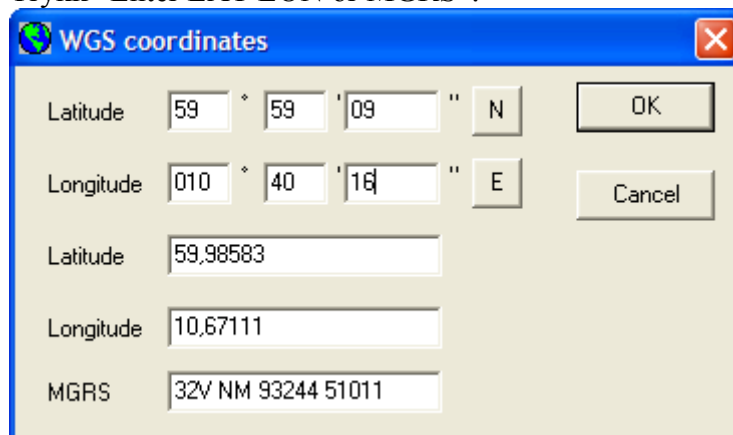 WGS coordinates
Latitude 59 ° 59 ' 09 " N OK
Longitude 010 ° 40 ' 16 " E Cancel
Latitude 59,98583
Longitude 10,67111
MGRS 32V NM 93244 51011